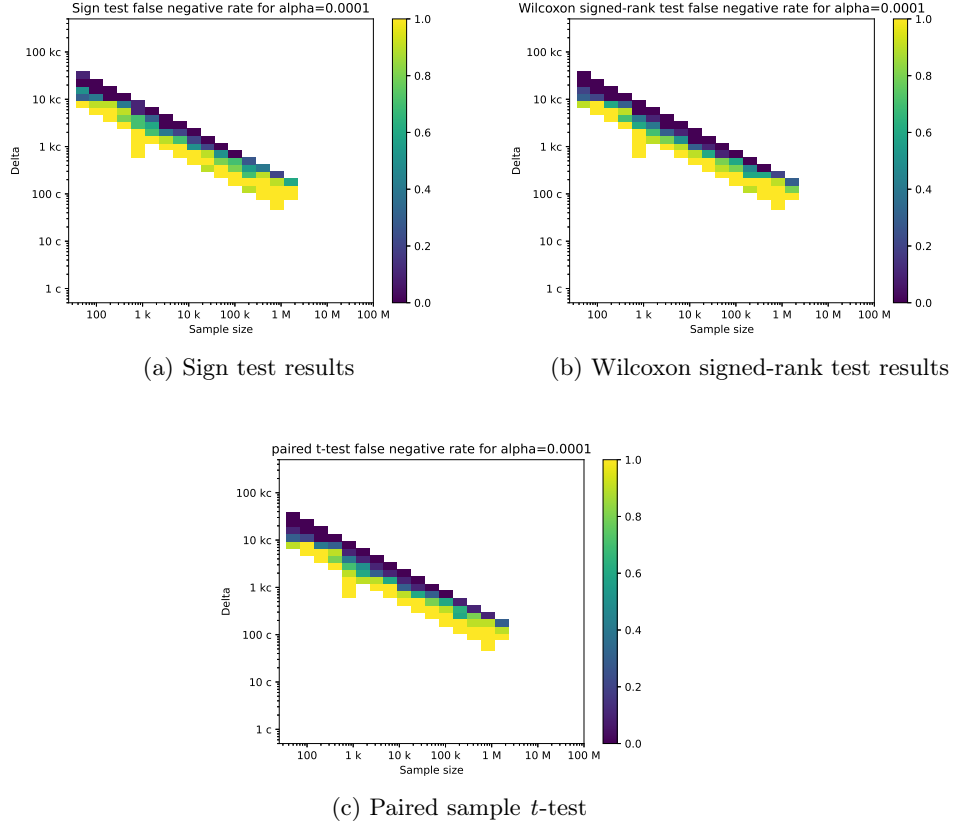 Sign test false negative rate for alpha=0.0001
1.0
100 kc
0.8
10 kc
0.6
Delta
1 kc
0.4
100 c
10 c
0.2
1 c
0.0
100 1 k 10 k 100 k 1 M 10 M 100 M
Sample size
(a) Sign test results
Wilcoxon signed-rank test false negative rate for alpha=0.0001
1.0
100 kc
0.8
10 kc
0.6
Delta
1 kc
0.4
100 c
10 c
0.2
1 c
0.0
100 1 k 10 k 100 k 1 M 10 M 100 M
Sample size
(b) Wilcoxon signed-rank test results
paired t-test false negative rate for alpha=0.0001
1.0
100 kc
0.8
10 kc
0.6
Delta
1 kc
0.4
100 c
10 c
0.2
1 c
0.0
100 1 k 10 k 100 k 1 M 10 M 100 M
Sample size
(c) Paired sample t-test